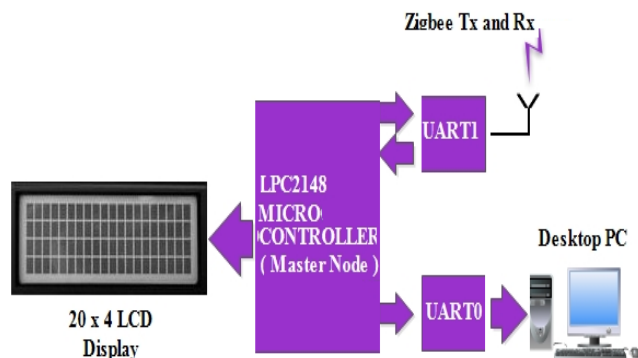 Zigbee Tx and Rx
UART1
LPC2148
MICRO
CONTROLLER
( Master Node )
Desktop PC
UART0
20 x 4 LCD
Display